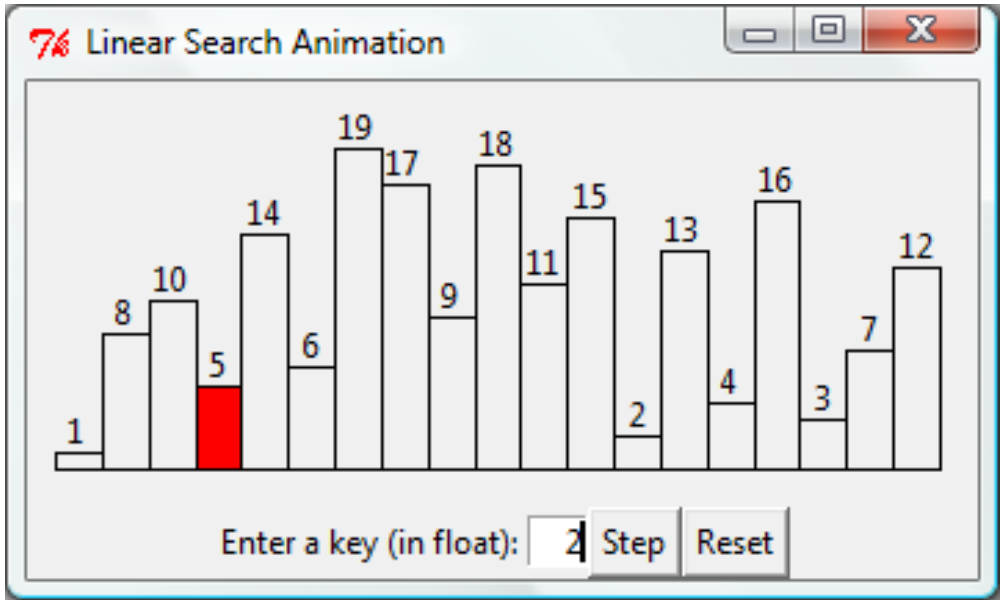 Linear Search Animation
1 8 10 5 14 6 19 17 9 18 11 15 2 13 4 16 3 7 12
Enter a key (in float): 2 Step Reset